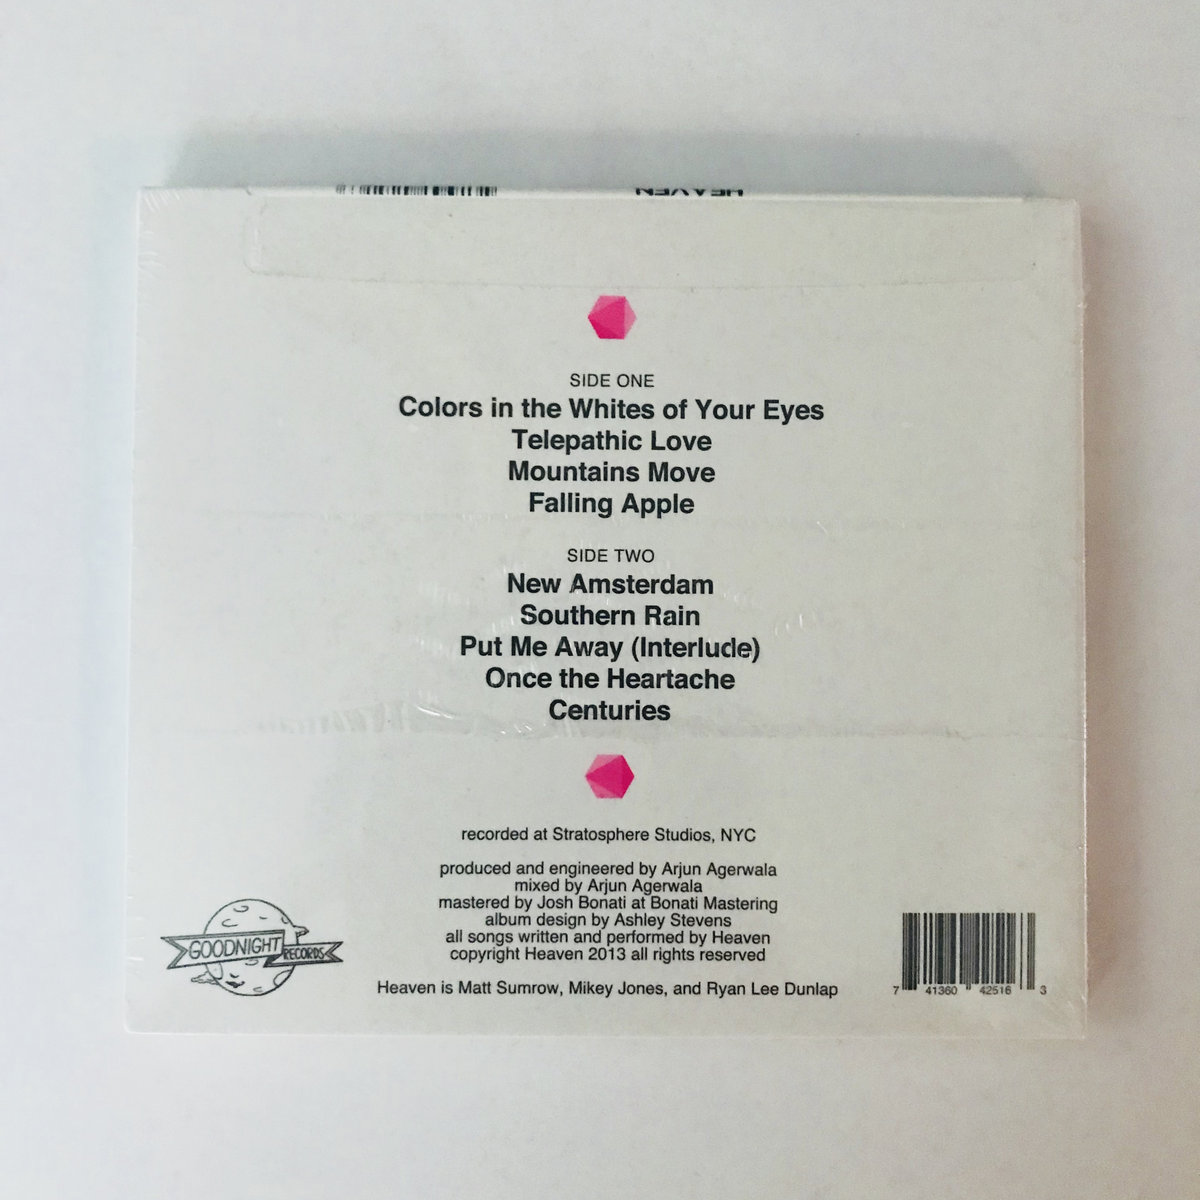 HEAVEN
SIDE ONE
Colors in the Whites of Your Eyes
Telepathic Love
Mountains Move
Falling Apple
SIDE TWO
New Amsterdam
Southern Rain
Put Me Away (Interlude)
Once the Heartache
Centuries
recorded at Stratosphere Studios, NYC
produced and engineered by Arjun Agerwala
mixed by Arjun Agerwala
mastered by Josh Bonati at Bonati Mastering
album design by Ashley Stevens
all songs written and performed by Heaven
copyright Heaven 2013 all rights reserved
Heaven is Matt Sumrow, Mikey Jones, and Ryan Lee Dunlap
GOODNIGHT RECORDS
7 41360 42516 3